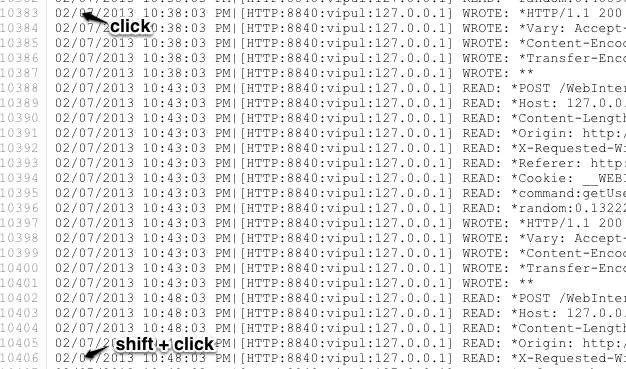 10383 02/07/2013 10:38:03 PM|[HTTP:8840:vipul:127.0.0.1] WROTE: *HTTP/1.1 200
click
10384 02/07/2013 10:38:03 PM|[HTTP:8840:vipul:127.0.0.1] WROTE: *Vary: Accept-
10385 02/07/2013 10:38:03 PM|[HTTP:8840:vipul:127.0.0.1] WROTE: *Content-Enco
10386 02/07/2013 10:38:03 PM|[HTTP:8840:vipul:127.0.0.1] WROTE: *Transfer-Enc
10387 02/07/2013 10:38:03 PM|[HTTP:8840:vipul:127.0.0.1] WROTE: **
10388 02/07/2013 10:43:03 PM|[HTTP:8840:vipul:127.0.0.1] READ: *POST /WebInter
10389 02/07/2013 10:43:03 PM|[HTTP:8840:vipul:127.0.0.1] READ: *Host: 127.0.0.
10390 02/07/2013 10:43:03 PM|[HTTP:8840:vipul:127.0.0.1] READ: *Content-Length
10391 02/07/2013 10:43:03 PM|[HTTP:8840:vipul:127.0.0.1] READ: *Origin: http:/
10392 02/07/2013 10:43:03 PM|[HTTP:8840:vipul:127.0.0.1] READ: *X-Requested-Wi
10393 02/07/2013 10:43:03 PM|[HTTP:8840:vipul:127.0.0.1] READ: *Referer: http:
10394 02/07/2013 10:43:03 PM|[HTTP:8840:vipul:127.0.0.1] READ: *Cookie: __WEBI
10395 02/07/2013 10:43:03 PM|[HTTP:8840:vipul:127.0.0.1] READ: *command:getUse
10396 02/07/2013 10:43:03 PM|[HTTP:8840:vipul:127.0.0.1] READ: *random:0.13222
10397 02/07/2013 10:43:03 PM|[HTTP:8840:vipul:127.0.0.1] WROTE: *HTTP/1.1 200
10398 02/07/2013 10:43:03 PM|[HTTP:8840:vipul:127.0.0.1] WROTE: *Vary: Accept-
10399 02/07/2013 10:43:03 PM|[HTTP:8840:vipul:127.0.0.1] WROTE: *Content-Enco
10400 02/07/2013 10:43:03 PM|[HTTP:8840:vipul:127.0.0.1] WROTE: *Transfer-Enc
10401 02/07/2013 10:43:03 PM|[HTTP:8840:vipul:127.0.0.1] WROTE: **
10402 02/07/2013 10:48:03 PM|[HTTP:8840:vipul:127.0.0.1] READ: *POST /WebInter
10403 02/07/2013 10:48:03 PM|[HTTP:8840:vipul:127.0.0.1] READ: *Host: 127.0.0.
10404 02/07/2013 10:48:03 PM|[HTTP:8840:vipul:127.0.0.1] READ: *Content-Length
10405 02/07/2013 10:48:03 PM|[HTTP:8840:vipul:127.0.0.1] READ: *Origin: http:/
shift + click
10406 02/07/2013 10:48:03 PM|[HTTP:8840:vipul:127.0.0.1] READ: *X-Requested-Wi